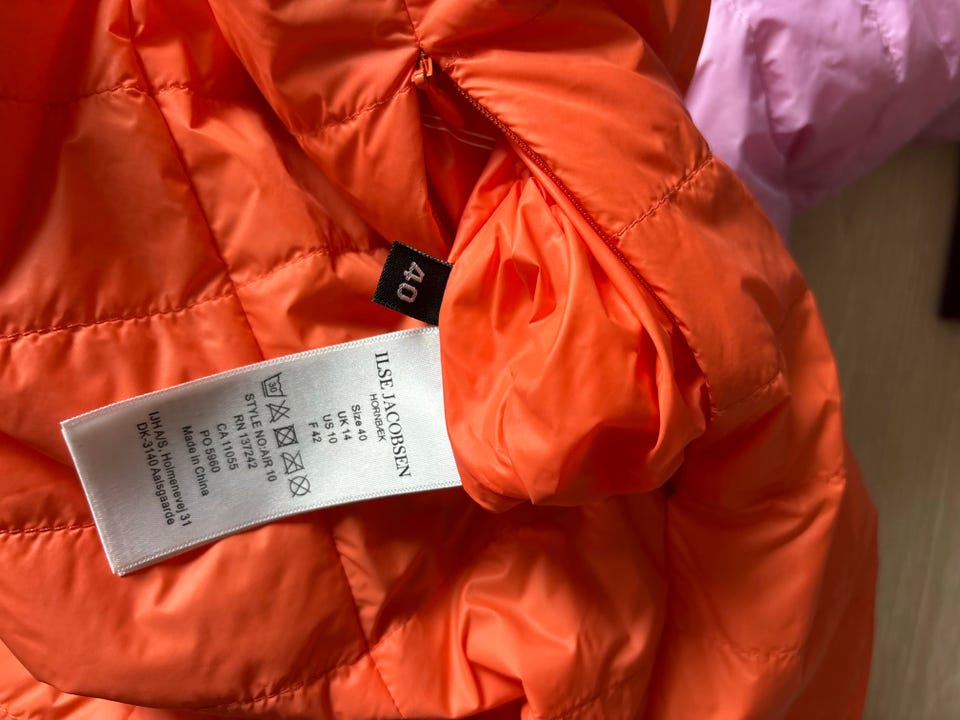 40
ILSE JACOBSEN
HORNBÆK
Size 40
UK 14
US 10
F 42
30
STYLE NO: AIR 10
RN 137242
CA 11055
PO 5960
Made in China
IJH A/S, Holmenevej 31
DK-3140 Aalsgaarde